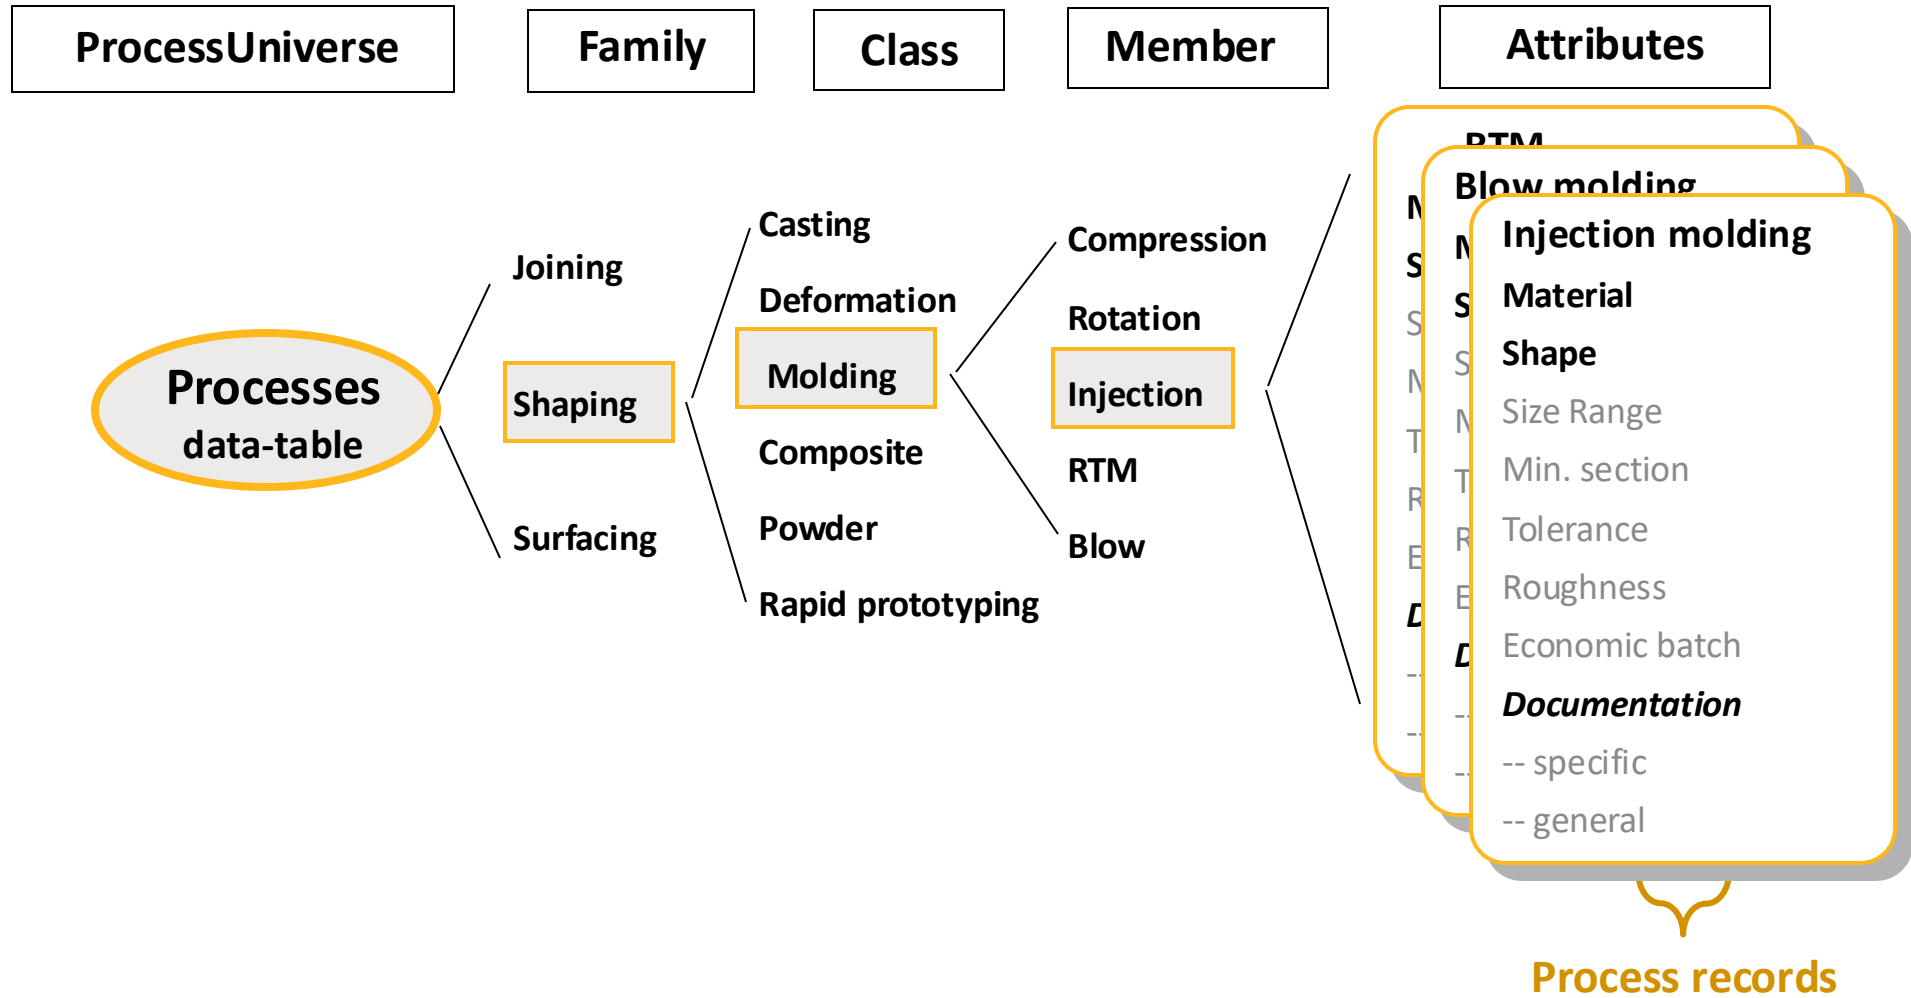 ProcessUniverse
Family
Class
Member
Attributes
Processes
data-table
Joining
Shaping
Surfacing
Casting
Deformation
Molding
Composite
Powder
Rapid prototyping
Compression
Rotation
Injection
RTM
Blow
RTM
M
S
S
M
T
R
E
D
--
--
Blow molding
M
S
S
M
T
R
E
D
--
--
Injection molding
Material
Shape
Size Range
Min. section
Tolerance
Roughness
Economic batch
Documentation
-- specific
-- general
Process records